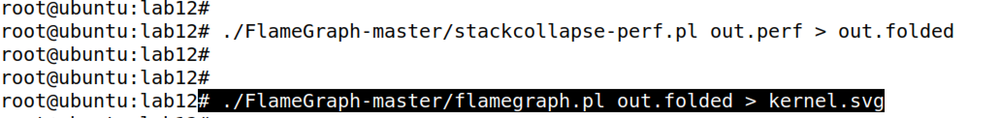 root@ubuntu:lab12#
root@ubuntu:lab12# ./FlameGraph-master/stackcollapse-perf.pl out.perf > out.folded
root@ubuntu:lab12#
root@ubuntu:lab12#
root@ubuntu:lab12# ./FlameGraph-master/flamegraph.pl out.folded > kernel.svg